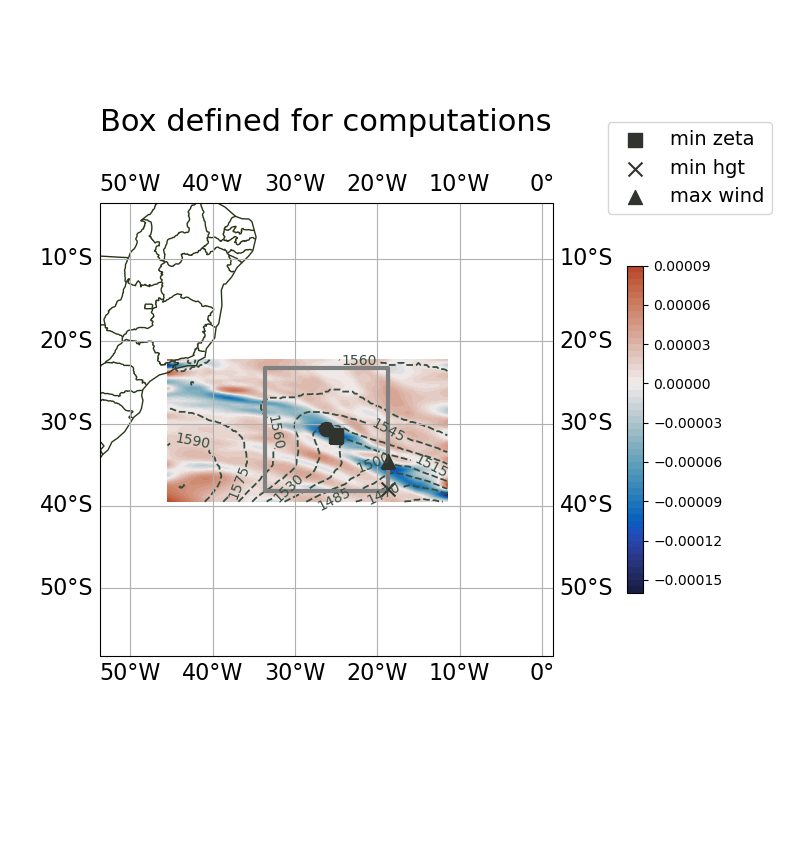 Box defined for computations
min zeta
min hgt
max wind
50°W 40°W 30°W 20°W 10°W 0°
10°S 10°S
20°S 20°S
30°S 30°S
40°S 40°S
50°S 50°S
50°W 40°W 30°W 20°W 10°W 0°
1560
1560
1545
1590
1500
1515
1575
1530
1485
0.00009
0.00006
0.00003
0.00000
−0.00003
−0.00006
−0.00009
−0.00012
−0.00015